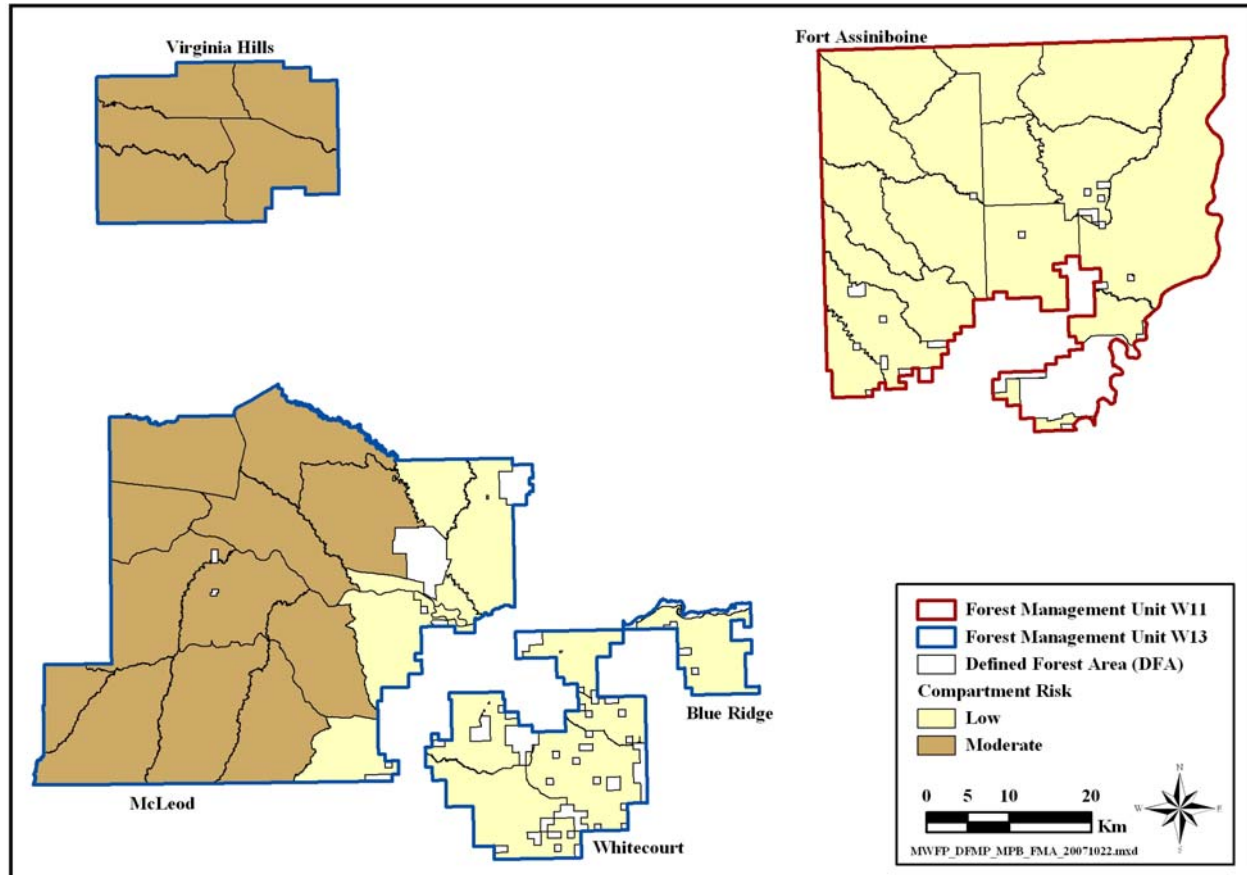 Virginia Hills
Fort Assiniboine
McLeod
Blue Ridge
Whitecourt
Forest Management Unit W11
Forest Management Unit W13
Defined Forest Area (DFA)
Compartment Risk
Low
Moderate
0 5 10 20
Km
N
W E
S
MWFP_DFMP_MPB_FMA_20071022.mxd